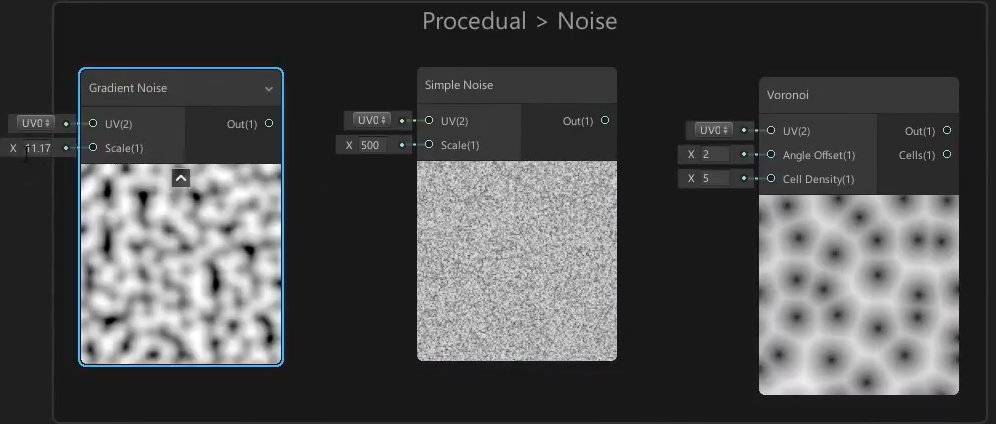 Procedual > Noise
Gradient Noise
UV0
UV(2)
Out(1)
X 11.17
Scale(1)
Simple Noise
UV0
UV(2)
Out(1)
X 500
Scale(1)
Voronoi
UV0
UV(2)
Out(1)
X 2
Angle Offset(1)
Cells(1)
X 5
Cell Density(1)